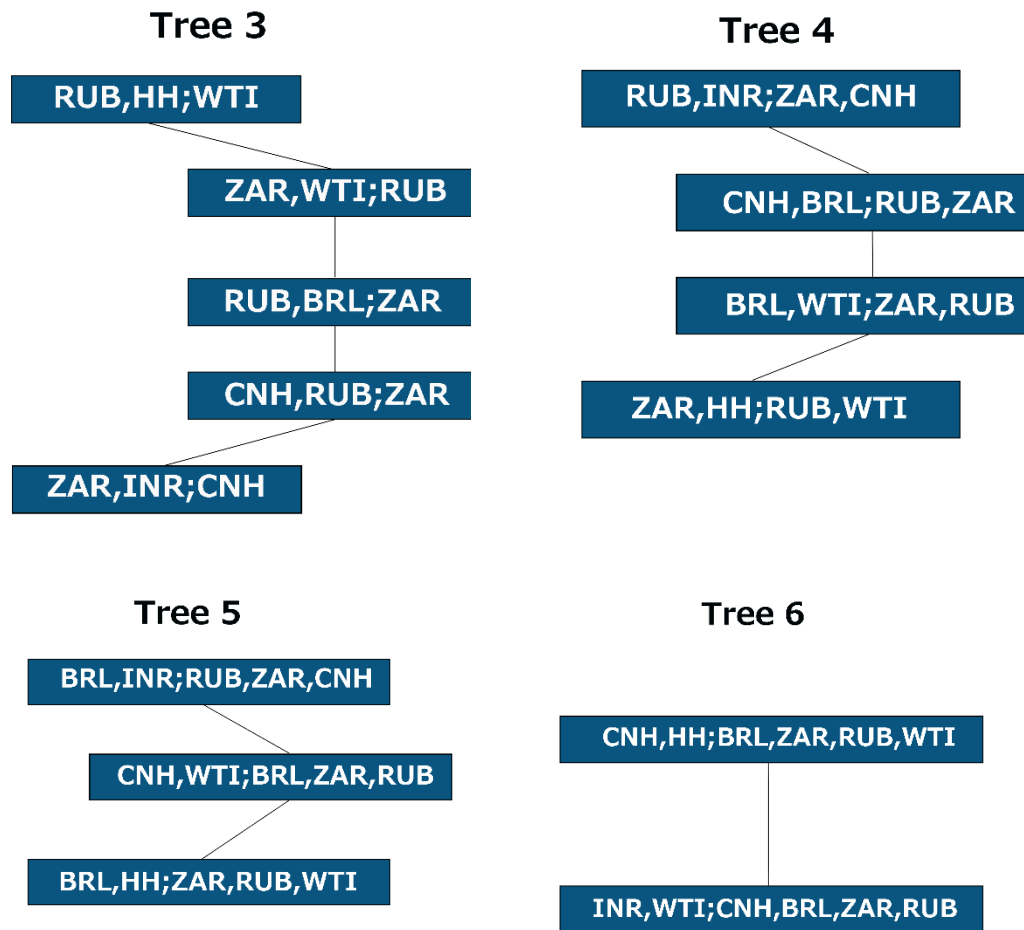 Tree 3
RUB,HH;WTI
ZAR,WTI;RUB
RUB,BRL;ZAR
CNH,RUB;ZAR
ZAR,INR;CNH
Tree 4
RUB,INR;ZAR,CNH
CNH,BRL;RUB,ZAR
BRL,WTI;ZAR,RUB
ZAR,HH;RUB,WTI
Tree 5
BRL,INR;RUB,ZAR,CNH
CNH,WTI;BRL,ZAR,RUB
BRL,HH;ZAR,RUB,WTI
Tree 6
CNH,HH;BRL,ZAR,RUB,WTI
INR,WTI;CNH,BRL,ZAR,RUB